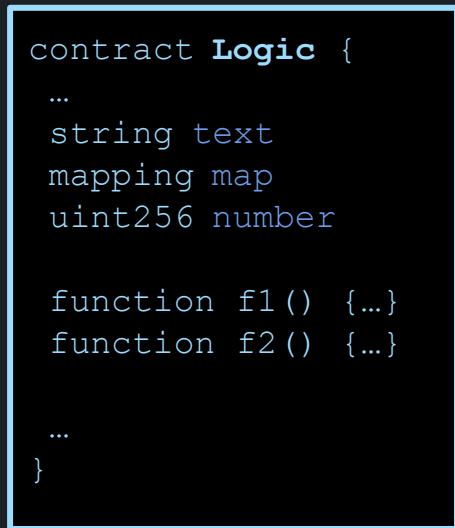 contract Logic {
…
string text
mapping map
uint256 number
function f1() {…}
function f2() {…}
…
}